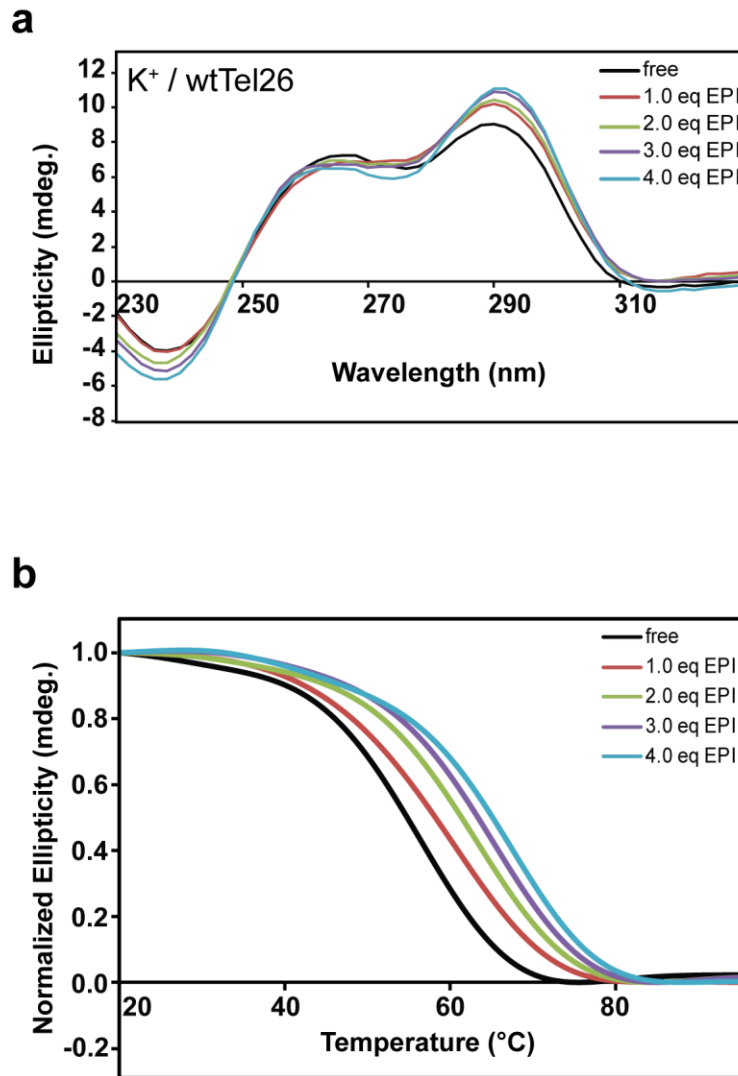 a
K⁺ / wtTel26
free
1.0 eq EPI
2.0 eq EPI
3.0 eq EPI
4.0 eq EPI
12
10
8
6
4
2
0
-2
-4
-6
-8
230
250
270
290
310
Ellipticity (mdeg.)
Wavelength (nm)
b
free
1.0 eq EPI
2.0 eq EPI
3.0 eq EPI
4.0 eq EPI
1.0
0.8
0.6
0.4
0.2
0.0
-0.2
20
40
60
80
Normalized Ellipticity (mdeg.)
Temperature (°C)